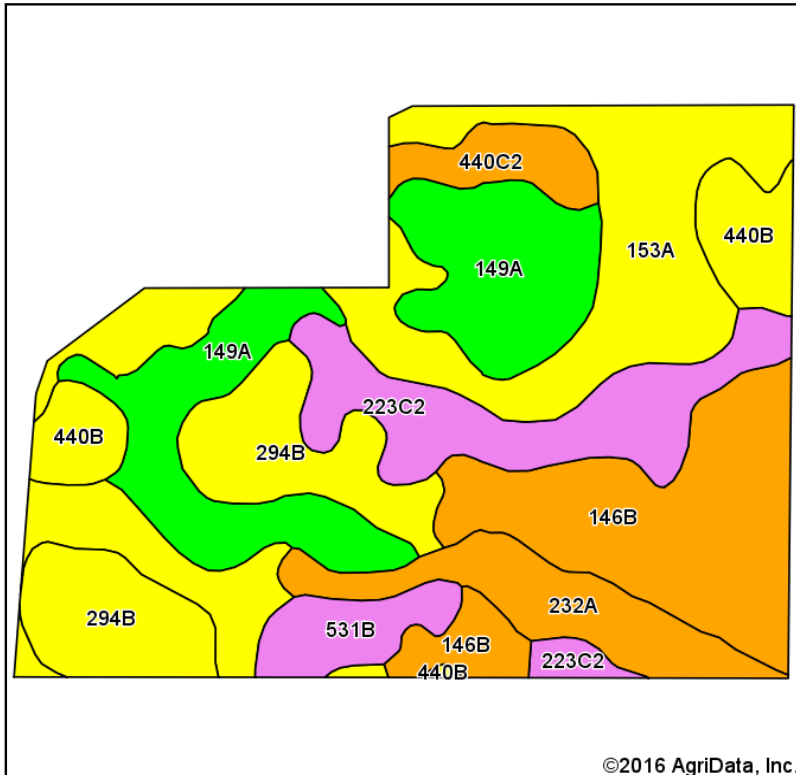 440C2
440B
153A
149A
149A
223C2
440B
294B
146B
232A
294B
531B
146B
223C2
440B
©2016 AgriData, Inc.